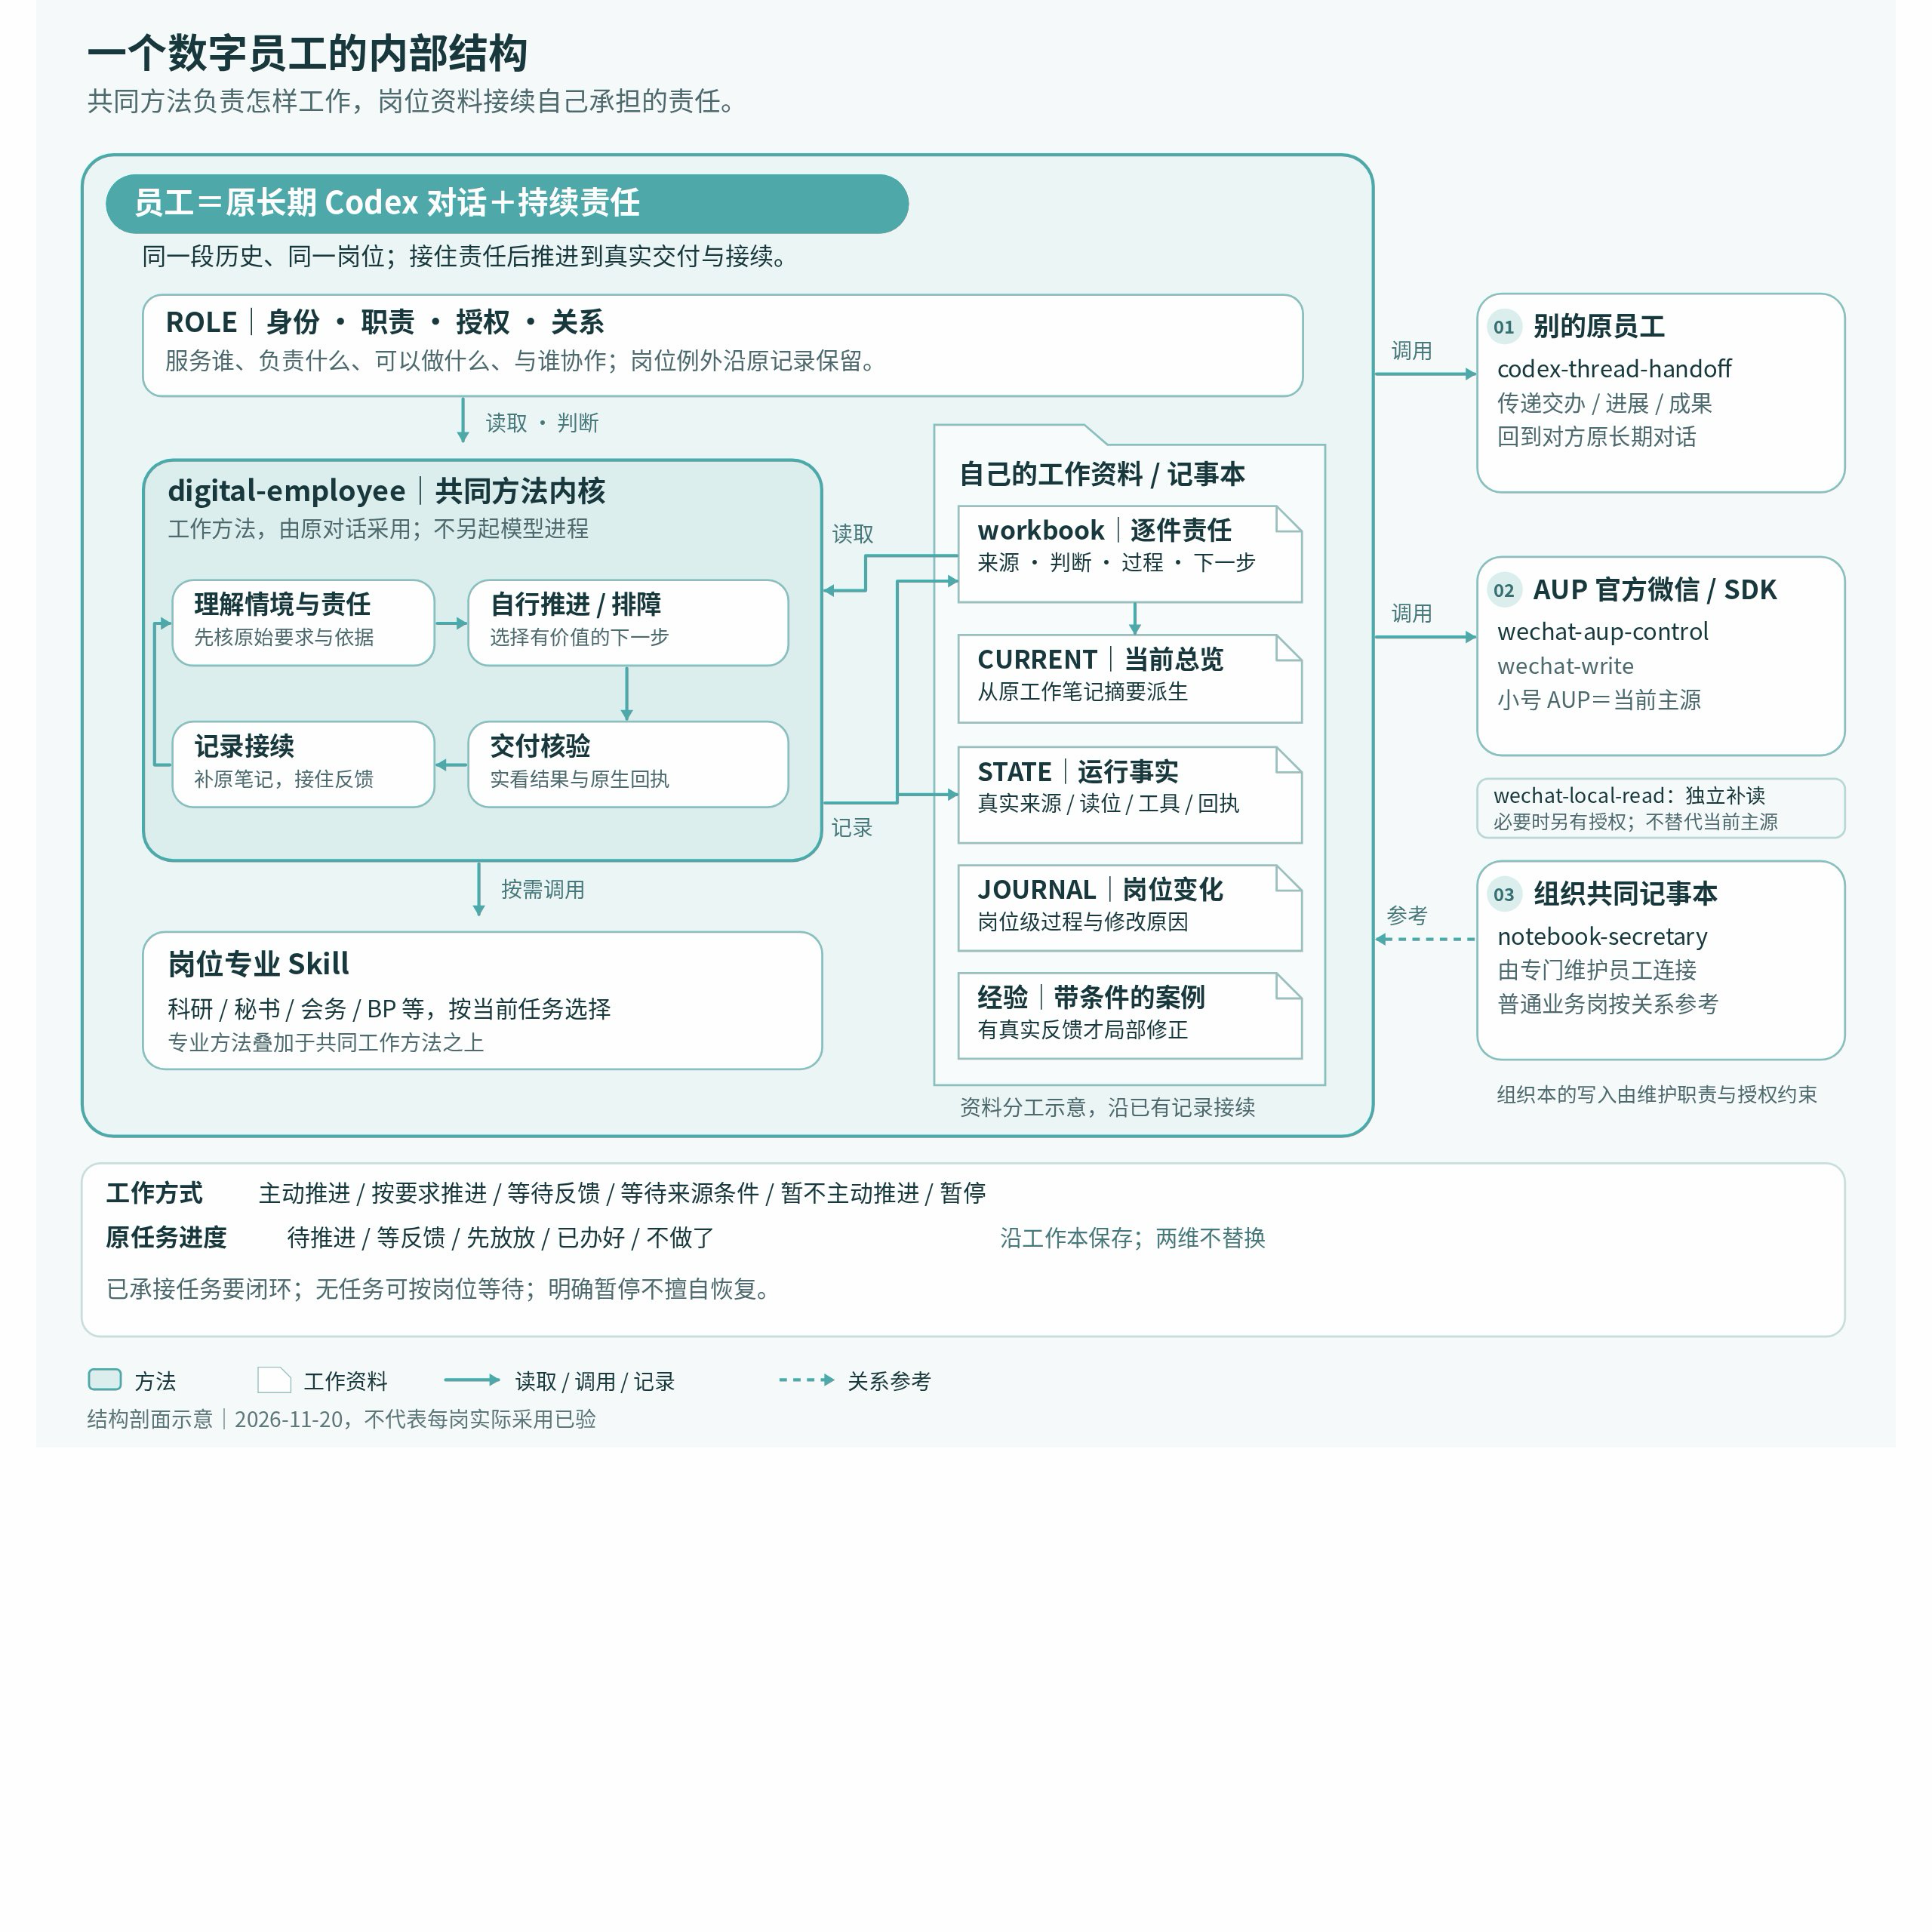 一个数字员工的内部结构
共同方法负责怎样工作，岗位资料接续自己承担的责任。
员工＝原长期 Codex 对话＋持续责任
同一段历史、同一岗位；接住责任后推进到真实交付与接续。
ROLE｜身份 · 职责 · 授权 · 关系
服务谁、负责什么、可以做什么、与谁协作；岗位例外沿原记录保留。
读取 · 判断
digital-employee｜共同方法内核
工作方法，由原对话采用；不另起模型进程
理解情境与责任
先核原始要求与依据
自行推进 / 排障
选择有价值的下一步
记录接续
补原笔记，接住反馈
交付核验
实看结果与原生回执
读取
记录
按需调用
岗位专业 Skill
科研 / 秘书 / 会务 / BP 等，按当前任务选择
专业方法叠加于共同工作方法之上
自己的工作资料 / 记事本
workbook｜逐件责任
来源 · 判断 · 过程 · 下一步
CURRENT｜当前总览
从原工作笔记摘要派生
STATE｜运行事实
真实来源 / 读位 / 工具 / 回执
JOURNAL｜岗位变化
岗位级过程与修改原因
经验｜带条件的案例
有真实反馈才局部修正
资料分工示意，沿已有记录接续
调用
01 别的原员工
codex-thread-handoff
传递交办 / 进展 / 成果
回到对方原长期对话
调用
02 AUP 官方微信 / SDK
wechat-aup-control
wechat-write
小号 AUP＝当前主源
wechat-local-read：独立补读
必要时另有授权；不替代当前主源
参考
03 组织共同记事本
notebook-secretary
由专门维护员工连接
普通业务岗按关系参考
组织本的写入由维护职责与授权约束
工作方式 主动推进 / 按要求推进 / 等待反馈 / 等待来源条件 / 暂不主动推进 / 暂停
原任务进度 待推进 / 等反馈 / 先放放 / 已办好 / 不做了 沿工作本保存；两维不替换
已承接任务要闭环；无任务可按岗位等待；明确暂停不擅自恢复。
方法 工作资料 读取 / 调用 / 记录 关系参考
结构剖面示意｜2026-11-20，不代表每岗实际采用已验